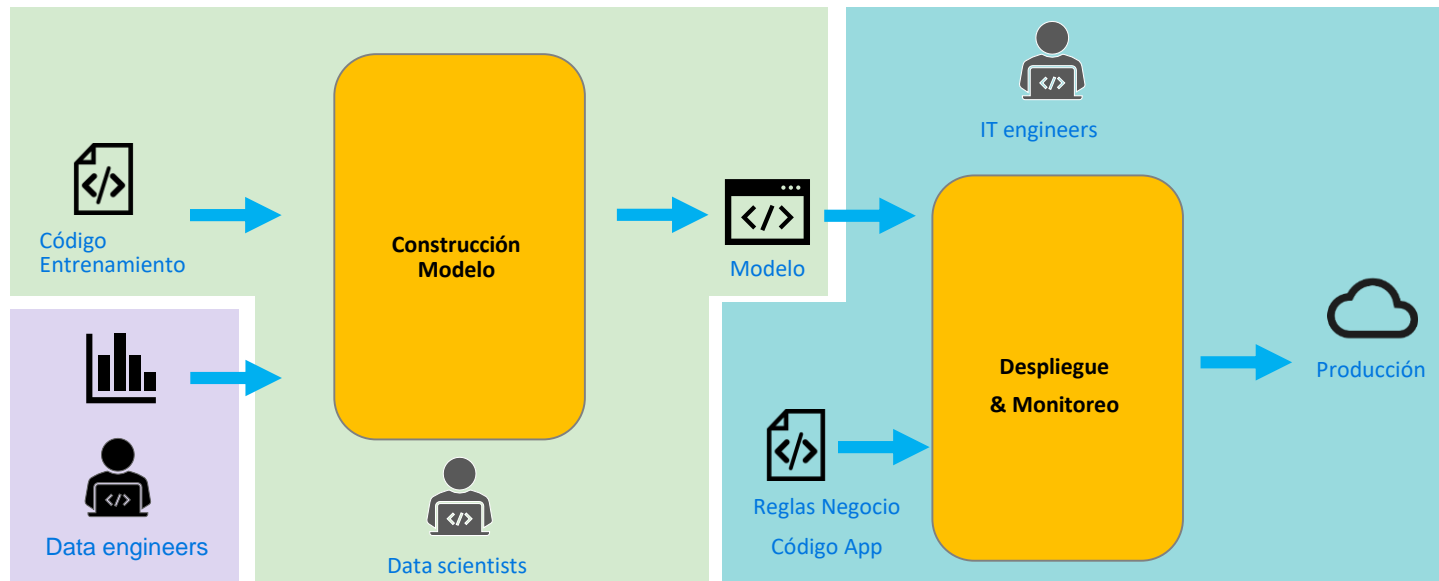 IT engineers
Código
Entrenamiento
Construcción
Modelo
Modelo
Despliegue
& Monitoreo
Producción
Reglas Negocio
Código App
Data engineers
Data scientists